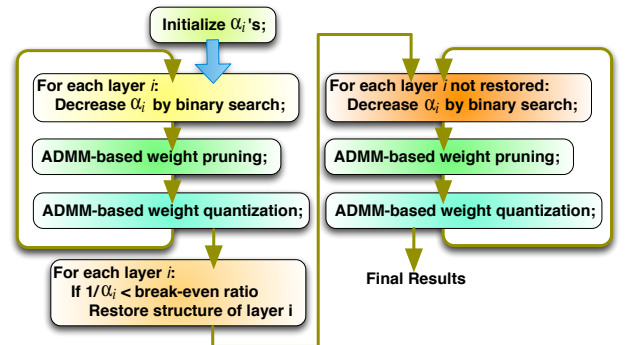 Initialize αᵢ's;
For each layer i:
Decrease αᵢ by binary search;
ADMM-based weight pruning;
ADMM-based weight quantization;
For each layer i:
If 1/αᵢ < break-even ratio
Restore structure of layer i
For each layer i not restored:
Decrease αᵢ by binary search;
ADMM-based weight pruning;
ADMM-based weight quantization;
Final Results